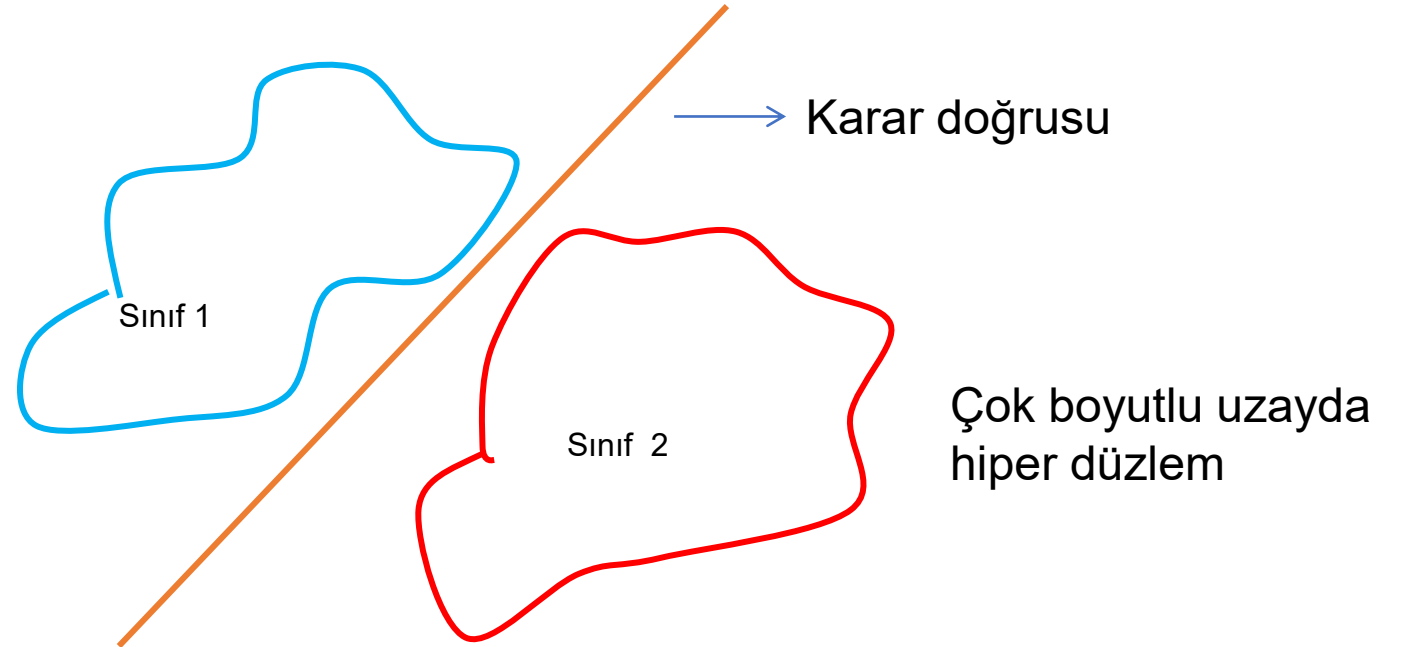 Karar doğrusu
Sınıf 1
Çok boyutlu uzayda
hiper düzlem
Sınıf 2